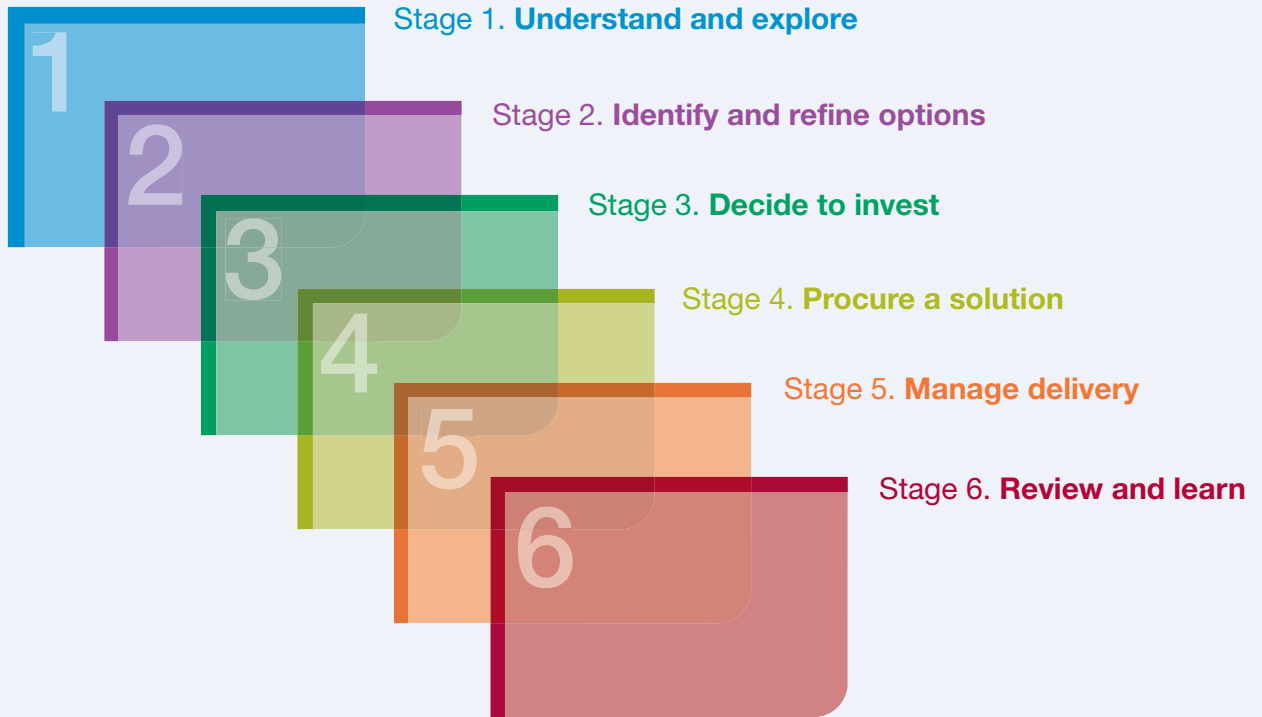 1
Stage 1. Understand and explore
2
Stage 2. Identify and refine options
3
Stage 3. Decide to invest
4
Stage 4. Procure a solution
5
Stage 5. Manage delivery
6
Stage 6. Review and learn